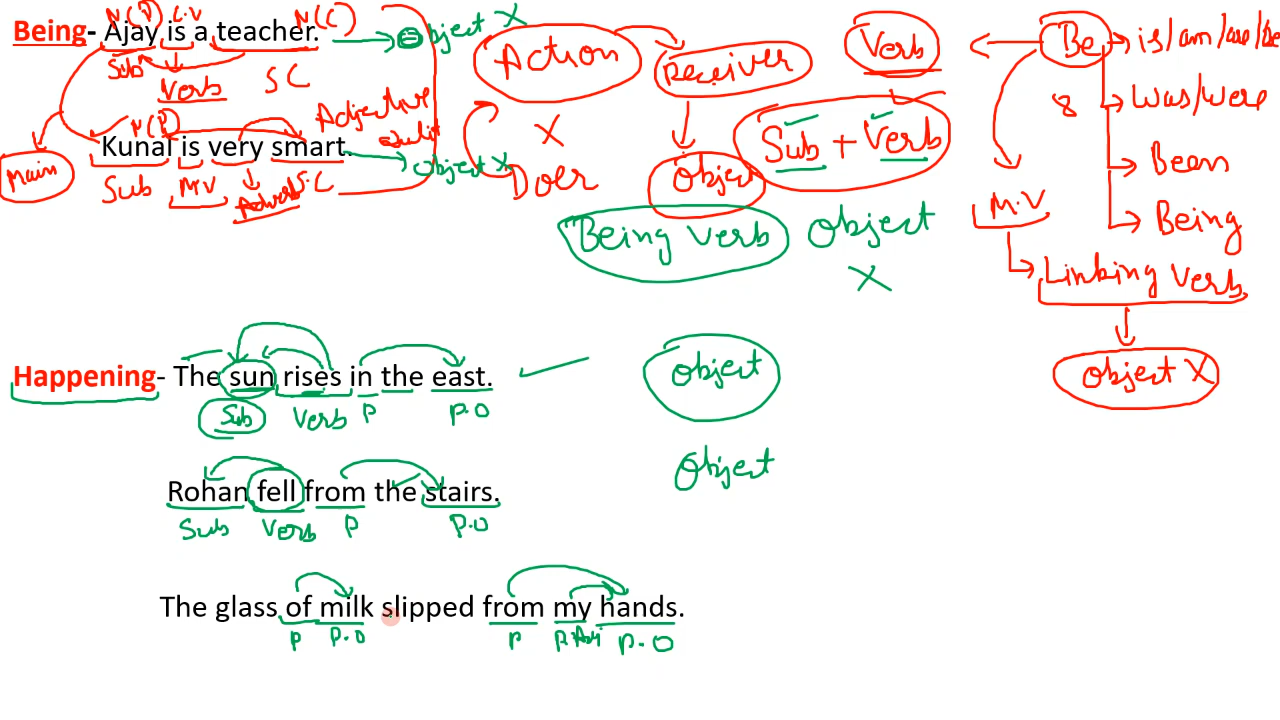 N(P) L.V N(C)
Being- Ajay is a teacher. → Object X
Sub Verb SC
N(P) Adjective
Kunal is very smart. → Object X
Main Sub M.V Adverb S.C
Action Receiver Verb
X Sub + Verb
Doer Object
Being Verb Object
X
Be → is/am/are/be
8 → was/were
→ Been
→ Being
M.V
Linking Verb
Object X
Happening- The sun rises in the east.
Sub Verb P P.O
Object
Rohan fell from the stairs.
Sub Verb P P.O
Object
The glass of milk slipped from my hands.
P P.O P P.Adj P.O